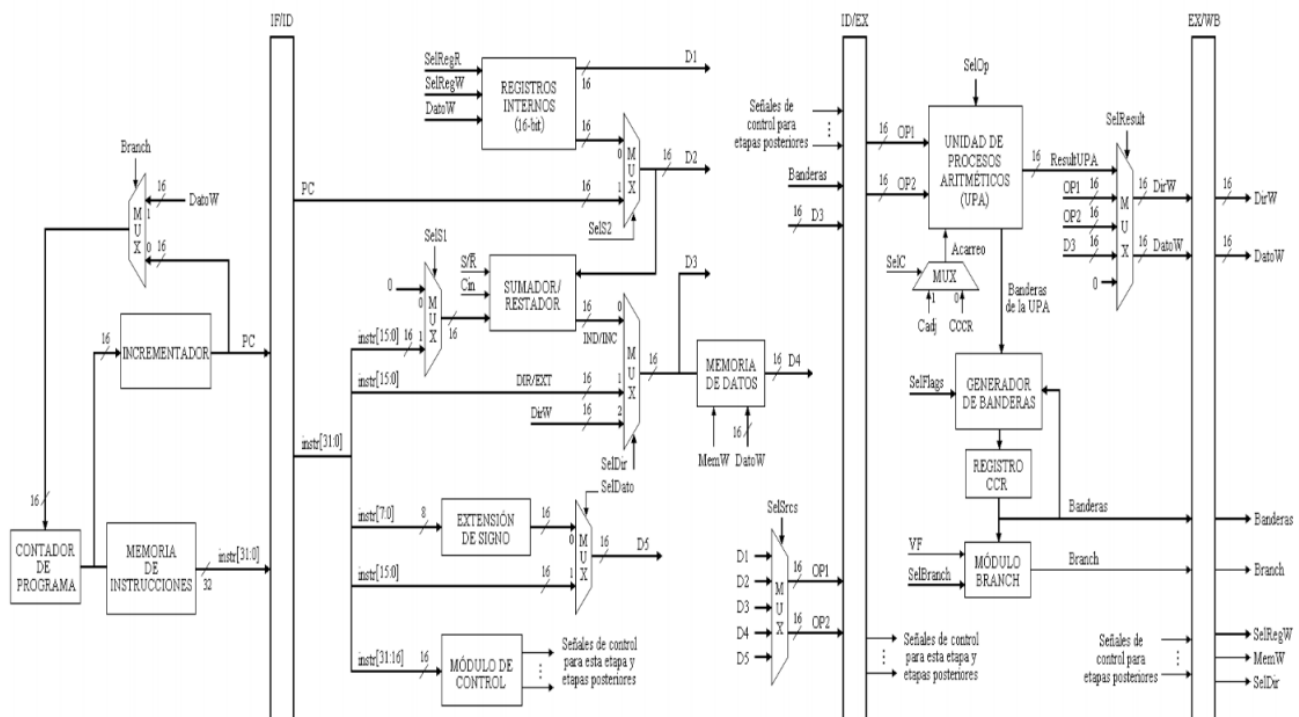 IF/ID
ID/EX
EX/WB
SelRegR
SelRegW
DatoW
REGISTROS
INTERNOS
(16-bit)
16
D1
16
0
1
MUX
16
D2
PC
16
SelS2
Branch
16
DatoW
1
MUX
0
16
SelS1
S/R
Cin
0
0
MUX
1
16
SUMADOR/
RESTADOR
16
IND/INC
D3
INCREMENTADOR
16
PC
instr[15:0]
16
instr[15:0]
DIR/EXT
16
DirW
16
0
1
2
MUX
16
SelDir
MEMORIA
DE DATOS
16
D4
MemW
16
DatoW
instr[31:0]
SelDato
instr[7:0]
8
EXTENSIÓN
DE SIGNO
16
0
MUX
1
16
D5
instr[15:0]
16
instr[31:16]
16
MÓDULO DE
CONTROL
Señales de control
para esta etapa y
etapas posteriores
16
CONTADOR
DE
PROGRAMA
MEMORIA
DE
INSTRUCCIONES
instr[31:0]
32
Señales de
control para
etapas posteriores
Banderas
16
D3
SelSrcs
D1
D2
D3
D4
D5
MUX
16
OP1
16
OP2
16
OP1
16
OP2
SelOp
UNIDAD DE
PROCESOS
ARITMÉTICOS
(UPA)
16
ResultUPA
SelResult
OP1
16
OP2
16
D3
16
0
MUX
16
DirW
16
DatoW
16
DirW
16
DatoW
Acarreo
SelC
MUX
1
0
Cadj
CCCR
Banderas
de la UPA
SelFlags
GENERADOR
DE BANDERAS
REGISTRO
CCR
Banderas
Banderas
VF
SelBranch
MÓDULO
BRANCH
Branch
Branch
Señales de control
para esta etapa y
etapas posteriores
Señales de
control para
etapas posteriores
SelRegW
MemW
SelDir